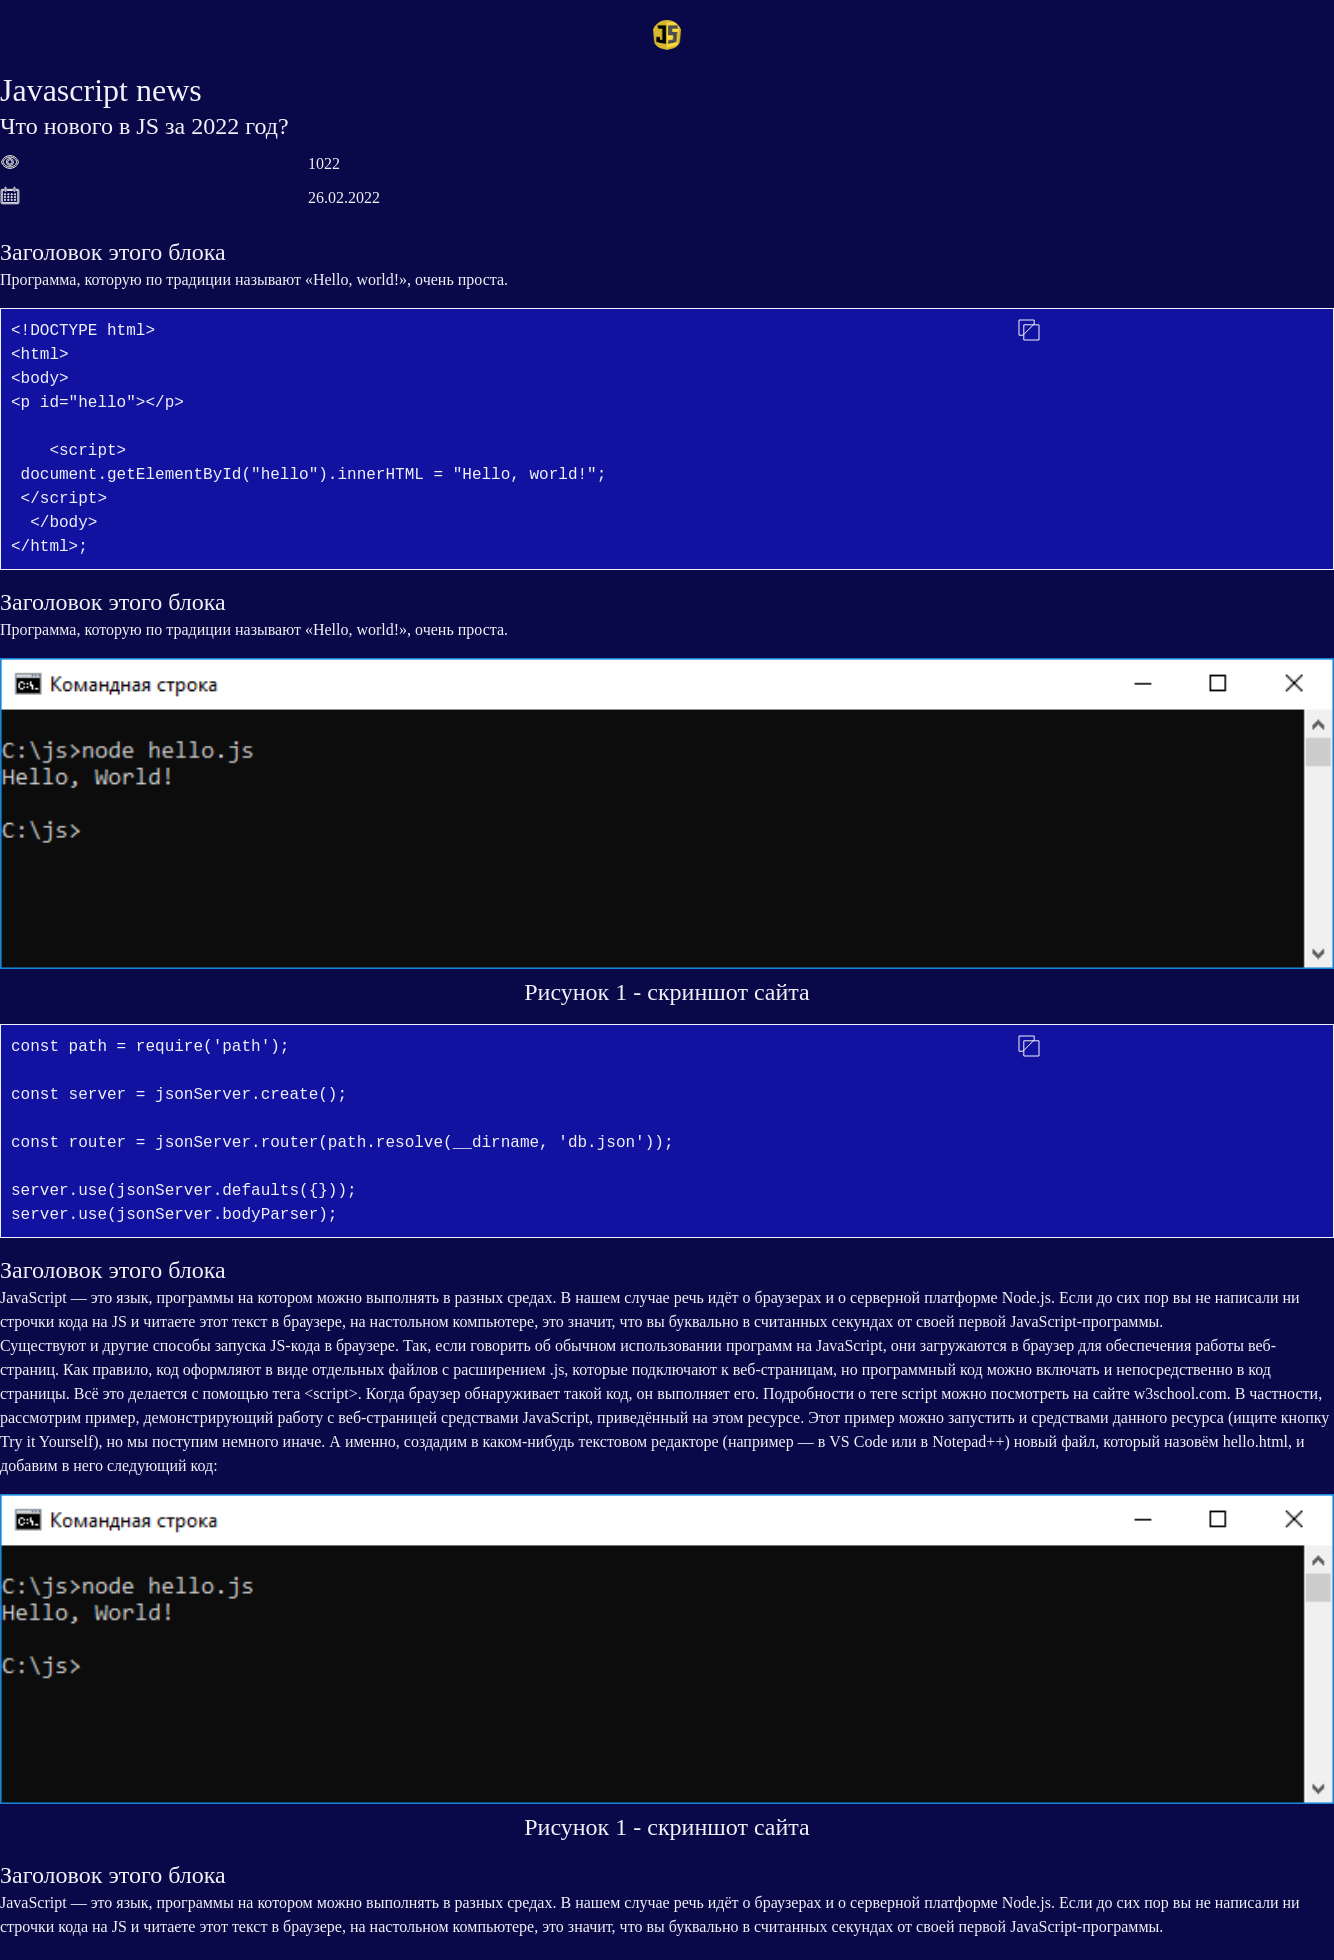 JS
Javascript news
Что нового в JS за 2022 год?
1022
26.02.2022
Заголовок этого блока
Программа, которую по традиции называют «Hello, world!», очень проста.
<!DOCTYPE html>
<html>
<body>
<p id="hello"></p>
<script>
document.getElementById("hello").innerHTML = "Hello, world!";
</script>
</body>
</html>;
Заголовок этого блока
Программа, которую по традиции называют «Hello, world!», очень проста.
C:\. Командная строка
C:\js>node hello.js
Hello, World!
C:\js>
Рисунок 1 - скриншот сайта
const path = require('path');
const server = jsonServer.create();
const router = jsonServer.router(path.resolve(__dirname, 'db.json'));
server.use(jsonServer.defaults({}));
server.use(jsonServer.bodyParser);
Заголовок этого блока
JavaScript — это язык, программы на котором можно выполнять в разных средах. В нашем случае речь идёт о браузерах и о серверной платформе Node.js. Если до сих пор вы не написали ни
строчки кода на JS и читаете этот текст в браузере, на настольном компьютере, это значит, что вы буквально в считанных секундах от своей первой JavaScript-программы.
Существуют и другие способы запуска JS-кода в браузере. Так, если говорить об обычном использовании программ на JavaScript, они загружаются в браузер для обеспечения работы веб-
страниц. Как правило, код оформляют в виде отдельных файлов с расширением .js, которые подключают к веб-страницам, но программный код можно включать и непосредственно в код
страницы. Всё это делается с помощью тега <script>. Когда браузер обнаруживает такой код, он выполняет его. Подробности о теге script можно посмотреть на сайте w3school.com. В частности,
рассмотрим пример, демонстрирующий работу с веб-страницей средствами JavaScript, приведённый на этом ресурсе. Этот пример можно запустить и средствами данного ресурса (ищите кнопку
Try it Yourself), но мы поступим немного иначе. А именно, создадим в каком-нибудь текстовом редакторе (например — в VS Code или в Notepad++) новый файл, который назовём hello.html, и
добавим в него следующий код:
C:\. Командная строка
C:\js>node hello.js
Hello, World!
C:\js>
Рисунок 1 - скриншот сайта
Заголовок этого блока
JavaScript — это язык, программы на котором можно выполнять в разных средах. В нашем случае речь идёт о браузерах и о серверной платформе Node.js. Если до сих пор вы не написали ни
строчки кода на JS и читаете этот текст в браузере, на настольном компьютере, это значит, что вы буквально в считанных секундах от своей первой JavaScript-программы.